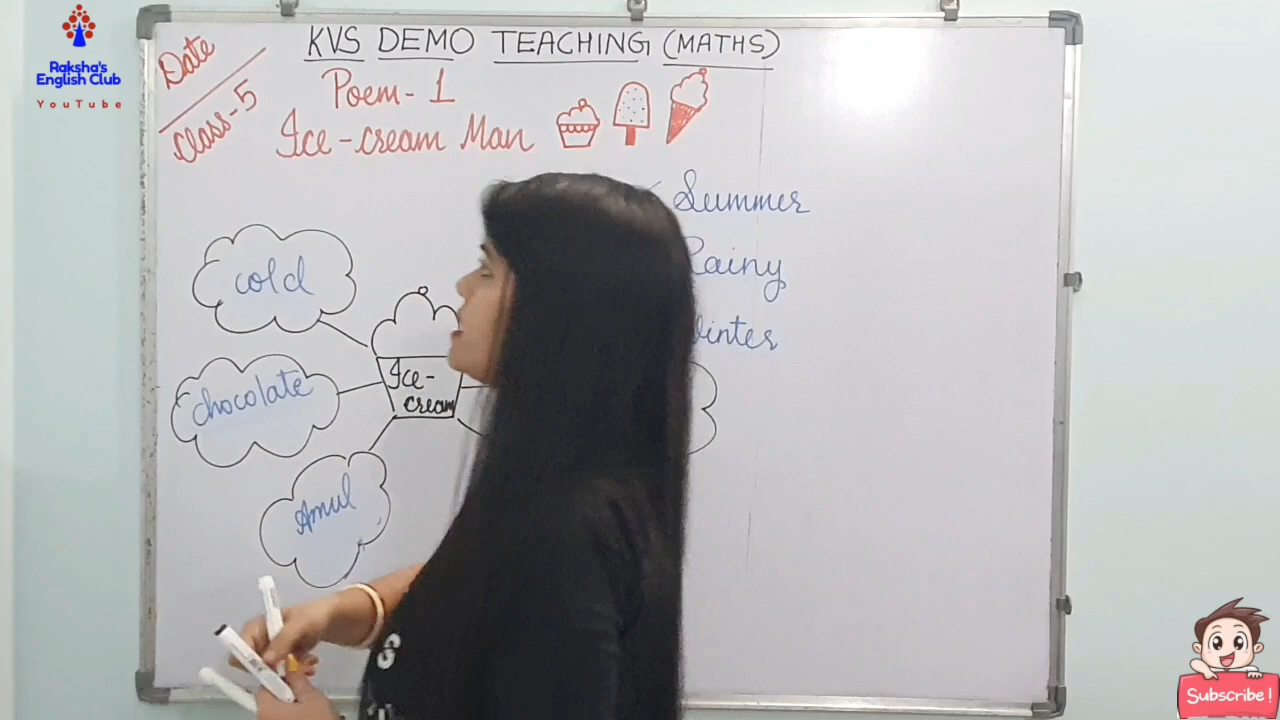 Raksha's
English Club
YouTube
Date
Class-5
KVS DEMO TEACHING (MATHS)
Poem-1
Ice-cream Man
Summer
Rainy
Winter
cold
chocolate
Amul
Ice-
cream
Subscribe!